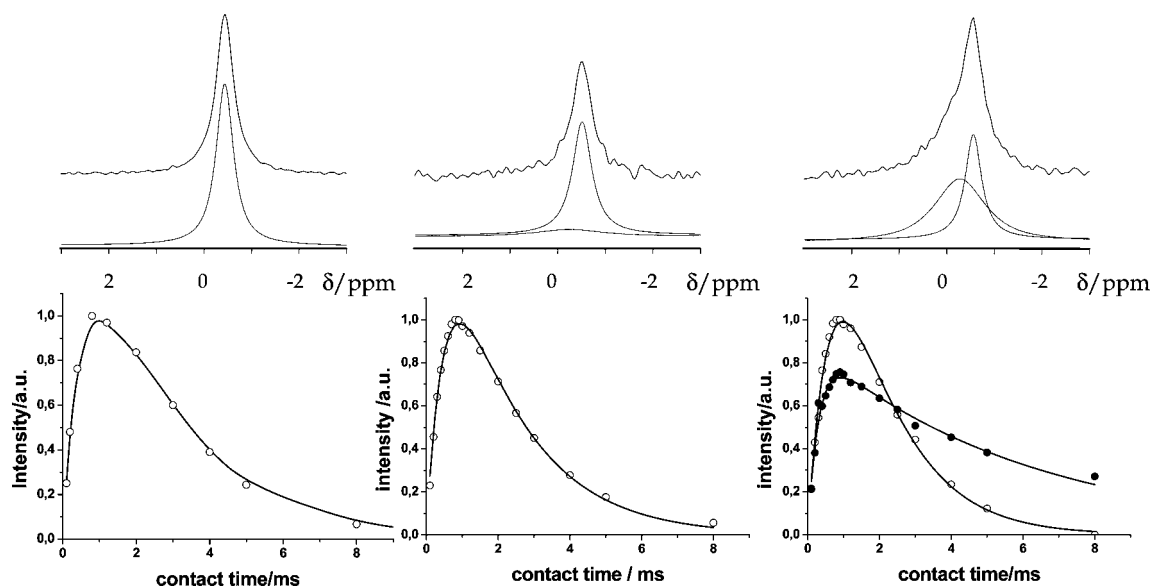 2 0 -2 δ/ppm
2 0 -2 δ/ppm
2 0 -2 δ/ppm
Intensity/a.u.
1,0
0,8
0,6
0,4
0,2
0,0
0 2 4 6 8
contact time/ms
intensity /a.u.
1,0
0,8
0,6
0,4
0,2
0,0
0 2 4 6 8
contact time / ms
intensity/a.u.
1,0
0,8
0,6
0,4
0,2
0,0
0 2 4 6 8
contact time/ms